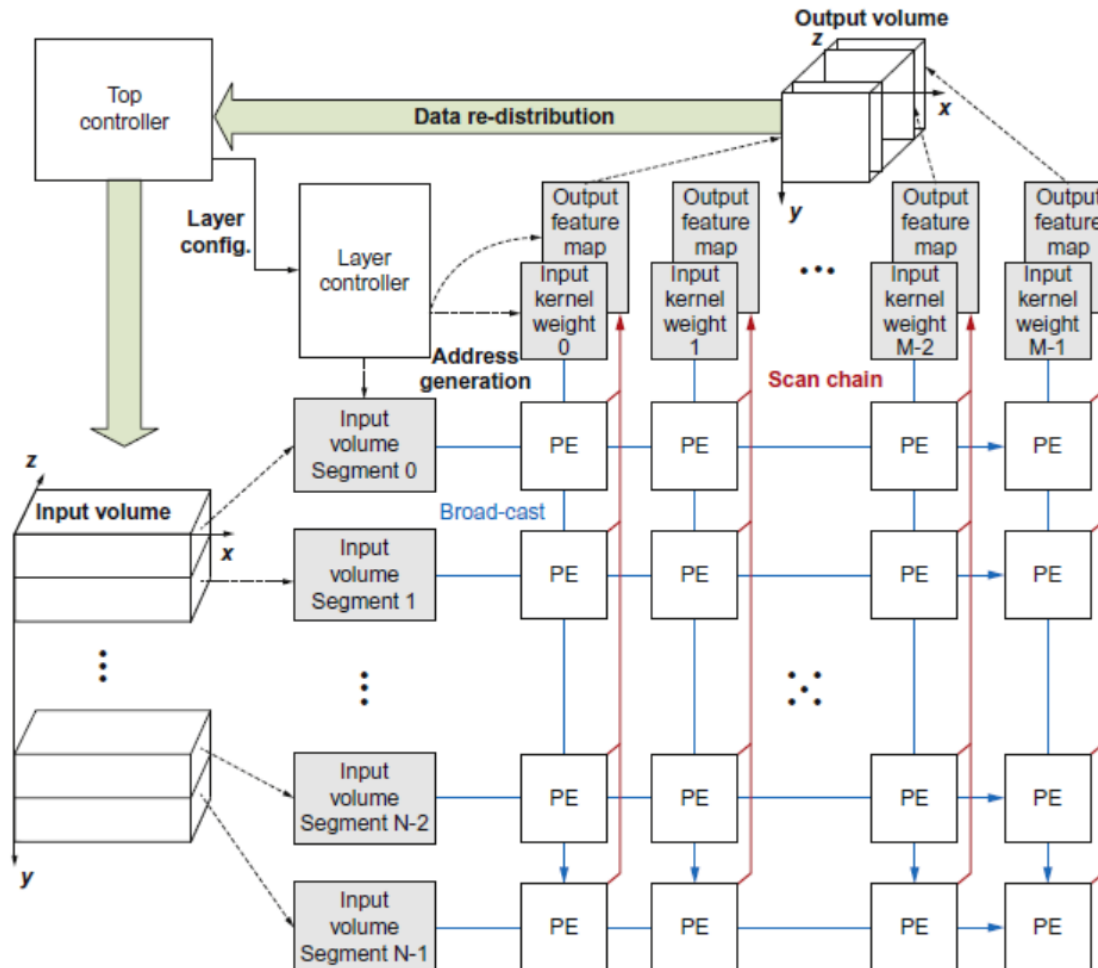 Output volume
z
x
y
Top
controller
Data re-distribution
Layer
config.
Layer
controller
Output
feature
map
Input
kernel
weight
0
Output
feature
map
Input
kernel
weight
1
Output
feature
map
Input
kernel
weight
M-2
Output
feature
map
Input
kernel
weight
M-1
Address
generation
Scan chain
Input
volume
Segment 0
PE
PE
PE
PE
z
Input volume
x
Broad-cast
Input
volume
Segment 1
PE
PE
PE
PE
Input
volume
Segment N-2
PE
PE
PE
PE
y
Input
volume
Segment N-1
PE
PE
PE
PE